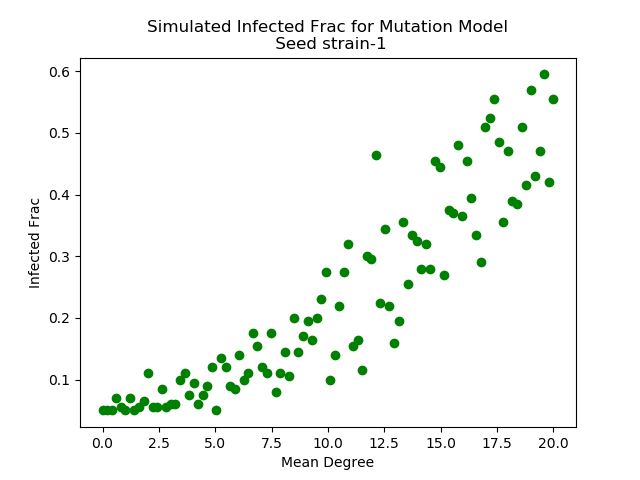 Simulated Infected Frac for Mutation Model
Seed strain-1
0.6
0.5
0.4
0.3
0.2
0.1
Infected Frac
0.0 2.5 5.0 7.5 10.0 12.5 15.0 17.5 20.0
Mean Degree